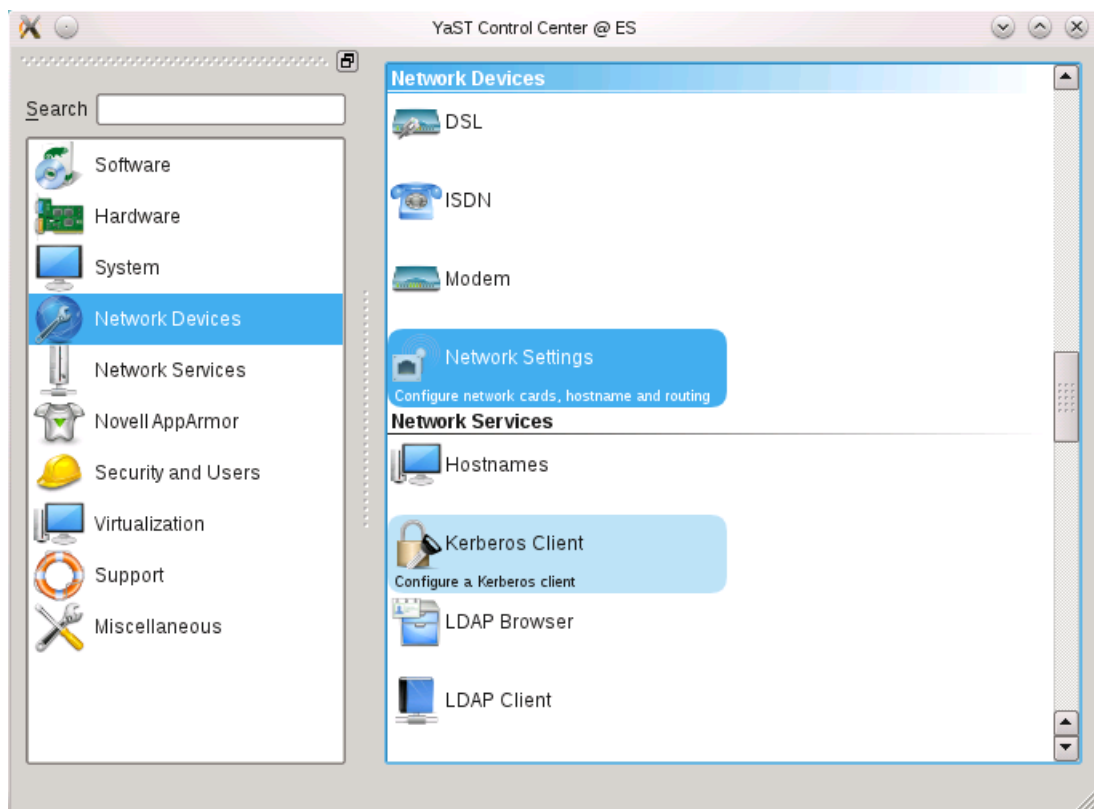 YaST Control Center @ ES
Search
Software
Hardware
System
Network Devices
Network Services
Novell AppArmor
Security and Users
Virtualization
Support
Miscellaneous
Network Devices
DSL
ISDN
Modem
Network Settings
Configure network cards, hostname and routing
Network Services
Hostnames
Kerberos Client
Configure a Kerberos client
LDAP Browser
LDAP Client